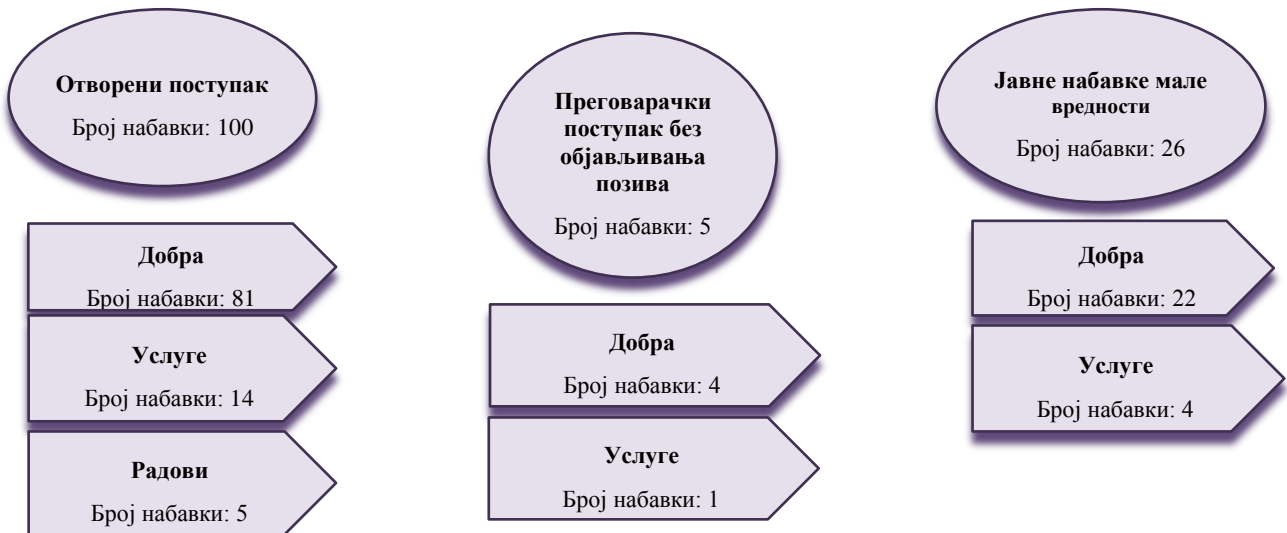 Отворени поступак
Број набавки: 100
Добра
Број набавки: 81
Услуге
Број набавки: 14
Радови
Број набавки: 5
Преговарачки
поступак без
објављивања
позива
Број набавки: 5
Добра
Број набавки: 4
Услуге
Број набавки: 1
Јавне набавке мале
вредности
Број набавки: 26
Добра
Број набавки: 22
Услуге
Број набавки: 4